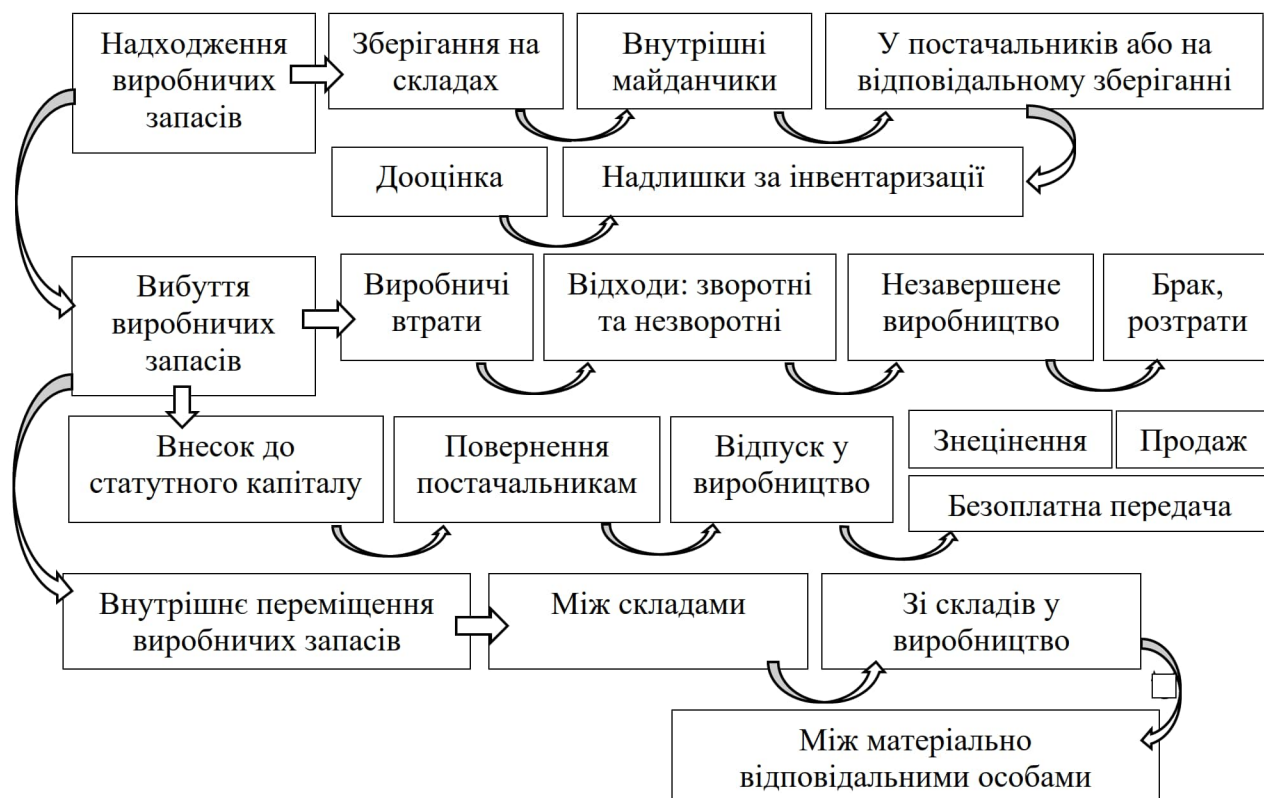 Надходження
виробничих
запасів
Зберігання на
складах
Внутрішні
майданчики
У постачальників або на
відповідальному зберіганні
Дооцінка
Надлишки за інвентаризації
Вибуття
виробничих
запасів
Виробничі
втрати
Відходи: зворотні
та незворотні
Незавершене
виробництво
Брак,
розтрати
Внесок до
статутного капіталу
Повернення
постачальникам
Відпуск у
виробництво
Знецінення
Продаж
Безоплатна передача
Внутрішнє переміщення
виробничих запасів
Між складами
Зі складів у
виробництво
Між матеріально
відповідальними особами